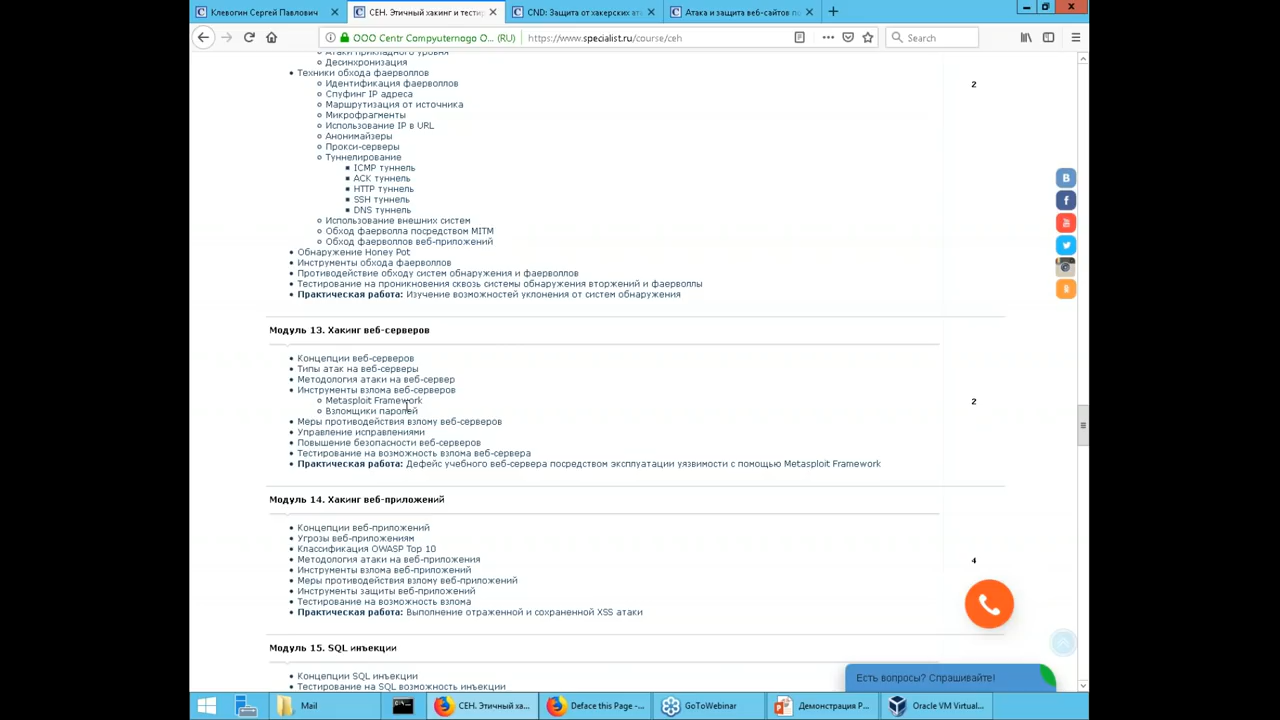 Клевогин Сергей Павлович
CEH. Этичный хакинг и тести
CND: Защита от хакерских ат
Атака и защита веб-сайтов п
ООО Centr Compyuternago O... (RU)
https://www.specialist.ru/course/ceh
Search
Атаки прикладного уровня
Десинхронизация
Техники обхода фаерволлов
2
Идентификация фаерволлов
Спуфинг IP адреса
Маршрутизация от источника
Микрофрагменты
Использование IP в URL
Анонимайзеры
Прокси-серверы
Туннелирование
ICMP туннель
ACK туннель
HTTP туннель
SSH туннель
DNS туннель
Использование внешних систем
Обход фаерволла посредством MITM
Обход фаерволлов веб-приложений
Обнаружение Honey Pot
Инструменты обхода фаерволлов
Противодействие обходу систем обнаружения и фаерволлов
Тестирование на проникновения сквозь системы обнаружения вторжений и фаерволлы
Практическая работа: Изучение возможностей уклонения от систем обнаружения
Модуль 13. Хакинг веб-серверов
Концепции веб-серверов
Типы атак на веб-серверы
Методология атаки на веб-сервер
Инструменты взлома веб-серверов
Metasploit Framework
2
Взломщики паролей
Меры противодействия взлому веб-серверов
Управление исправлениями
Повышение безопасности веб-серверов
Тестирование на возможность взлома веб-сервера
Практическая работа: Дефейс учебного веб-сервера посредством эксплуатации уязвимости с помощью Metasploit Framework
Модуль 14. Хакинг веб-приложений
Концепции веб-приложений
Угрозы веб-приложениям
Классификация OWASP Top 10
Методология атаки на веб-приложения
4
Инструменты взлома веб-приложений
Меры противодействия взлому веб-приложений
Инструменты защиты веб-приложений
Тестирование на возможность взлома
Практическая работа: Выполнение отраженной и сохраненной XSS атаки
Модуль 15. SQL инъекции
Концепции SQL инъекции
Тестирование на SQL возможность инъекции
Есть вопросы? Спрашивайте!
Mail
CEH. Этичный ха...
Deface this Page -...
GoToWebinar
Демонстрация P...
Oracle VM Virtual...